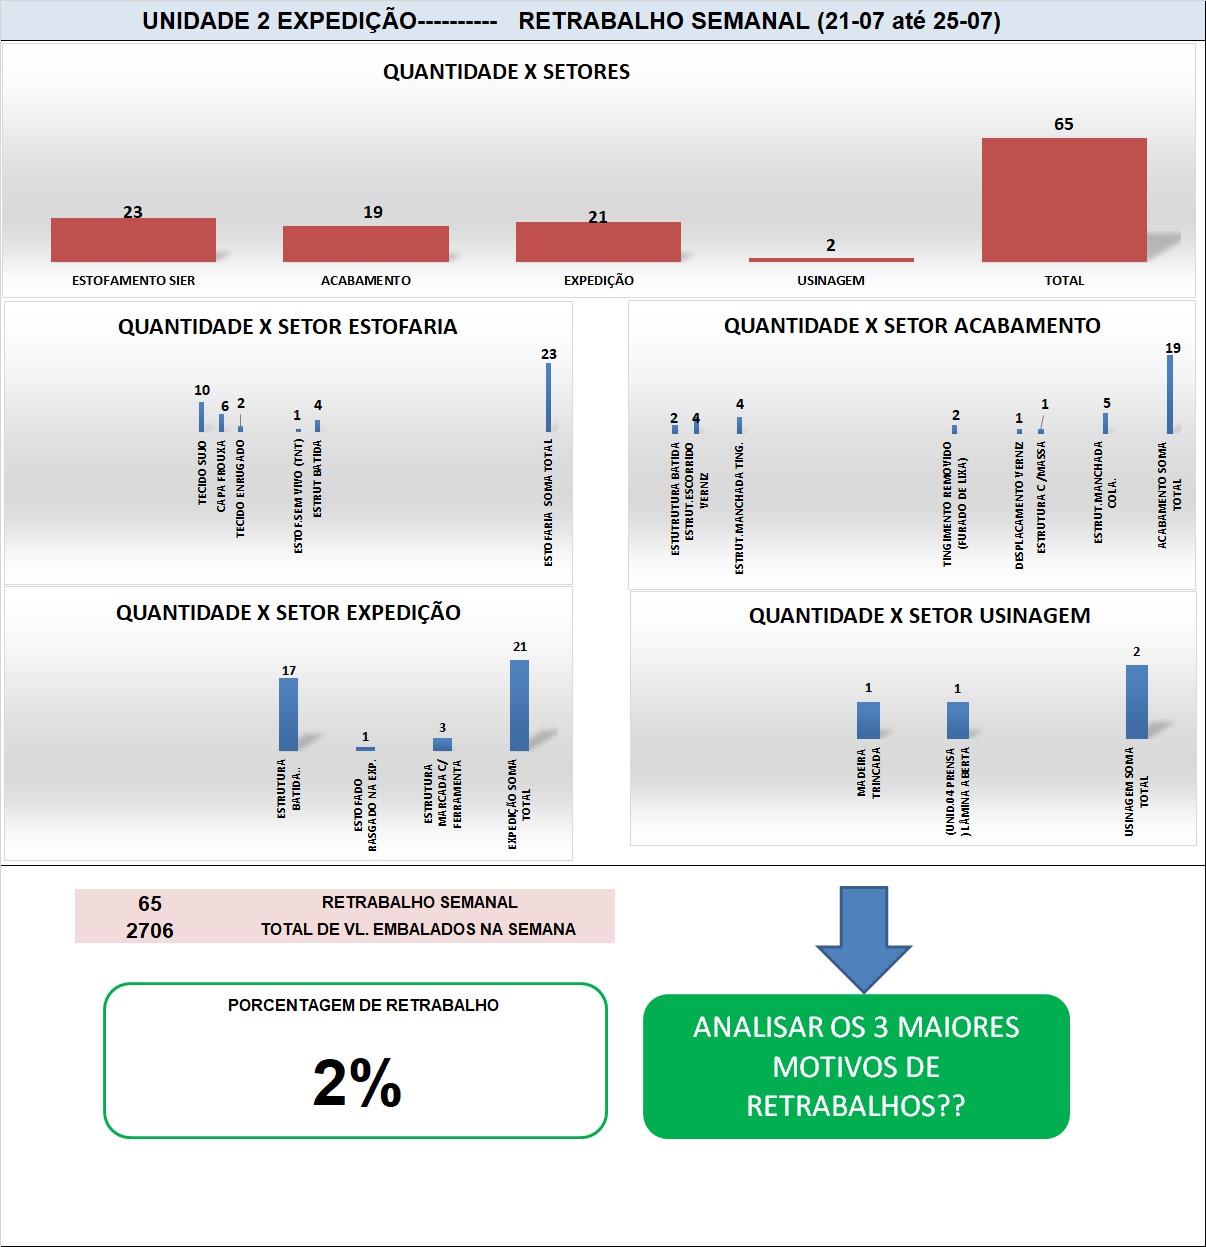 UNIDADE 2 EXPEDIÇÃO---------- RETRABALHO SEMANAL (21-07 até 25-07)
QUANTIDADE X SETORES
23
19
21
2
65
ESTOFAMENTO SIER
ACABAMENTO
EXPEDIÇÃO
USINAGEM
TOTAL
QUANTIDADE X SETOR ESTOFARIA
10
6
2
1
4
23
TECIDO SUJO
CAPA FROUXA
TECIDO ENRUGADO
ESTOF.SEM VIVO (TNT)
ESTRUT BATIDA
ESTOFARIA SOMA TOTAL
QUANTIDADE X SETOR ACABAMENTO
2
4
4
2
1
1
5
19
ESTUTRUTURA BATIDA
ESTRUT.ESCORRIDO
VERNIZ
ESTRUT.MANCHADA TING.
TINGIMENTO REMOVIDO
(FURADO DE LIXA)
DESPLACAMENTO VERNIZ
ESTRUTURA C /MASSA
ESTRUT.MANCHADA
COLA.
ACABAMENTO SOMA
TOTAL
QUANTIDADE X SETOR EXPEDIÇÃO
17
1
3
21
ESTRUTURA
BATIDA..
ESTOFADO
RASGADO NA EXP.
ESTRUTURA
MARCADA C/
FERRAMENTA
EXPEDIÇÃO SOMA
TOTAL
QUANTIDADE X SETOR USINAGEM
1
1
2
MADEIRA
TRINCADA
(UNID.04 PRENSA
) LÂMINA ABERTA
USINAGEM SOMA
TOTAL
65 RETRABALHO SEMANAL
2706 TOTAL DE VL. EMBALADOS NA SEMANA
PORCENTAGEM DE RETRABALHO
2%
ANALISAR OS 3 MAIORES
MOTIVOS DE
RETRABALHOS??